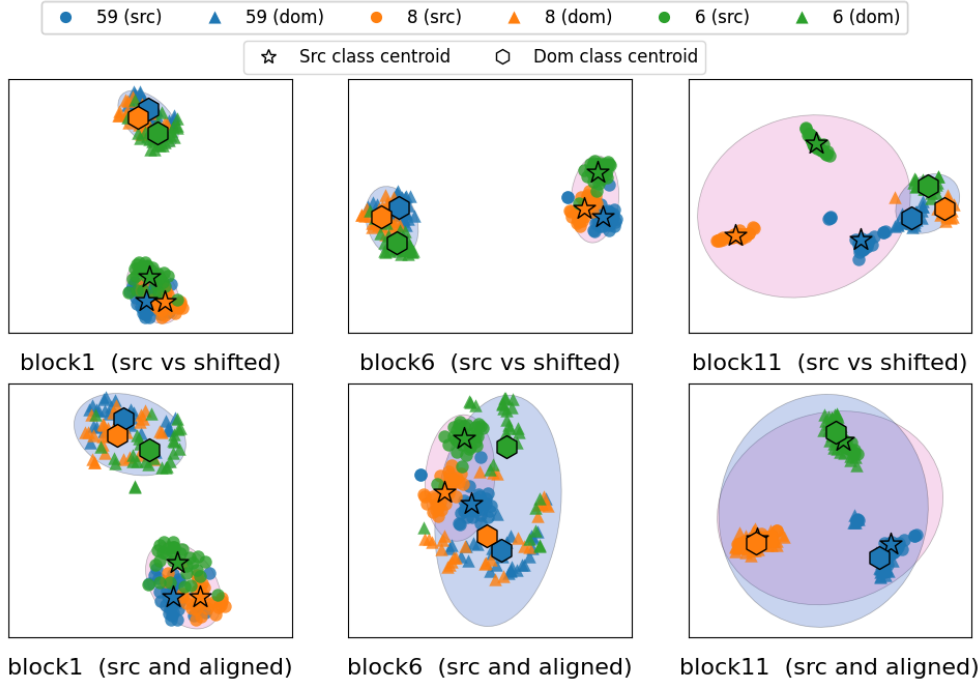 59 (src) 59 (dom) 8 (src) 8 (dom) 6 (src) 6 (dom)
Src class centroid Dom class centroid
block1 (src vs shifted) block6 (src vs shifted) block11 (src vs shifted)
block1 (src and aligned) block6 (src and aligned) block11 (src and aligned)